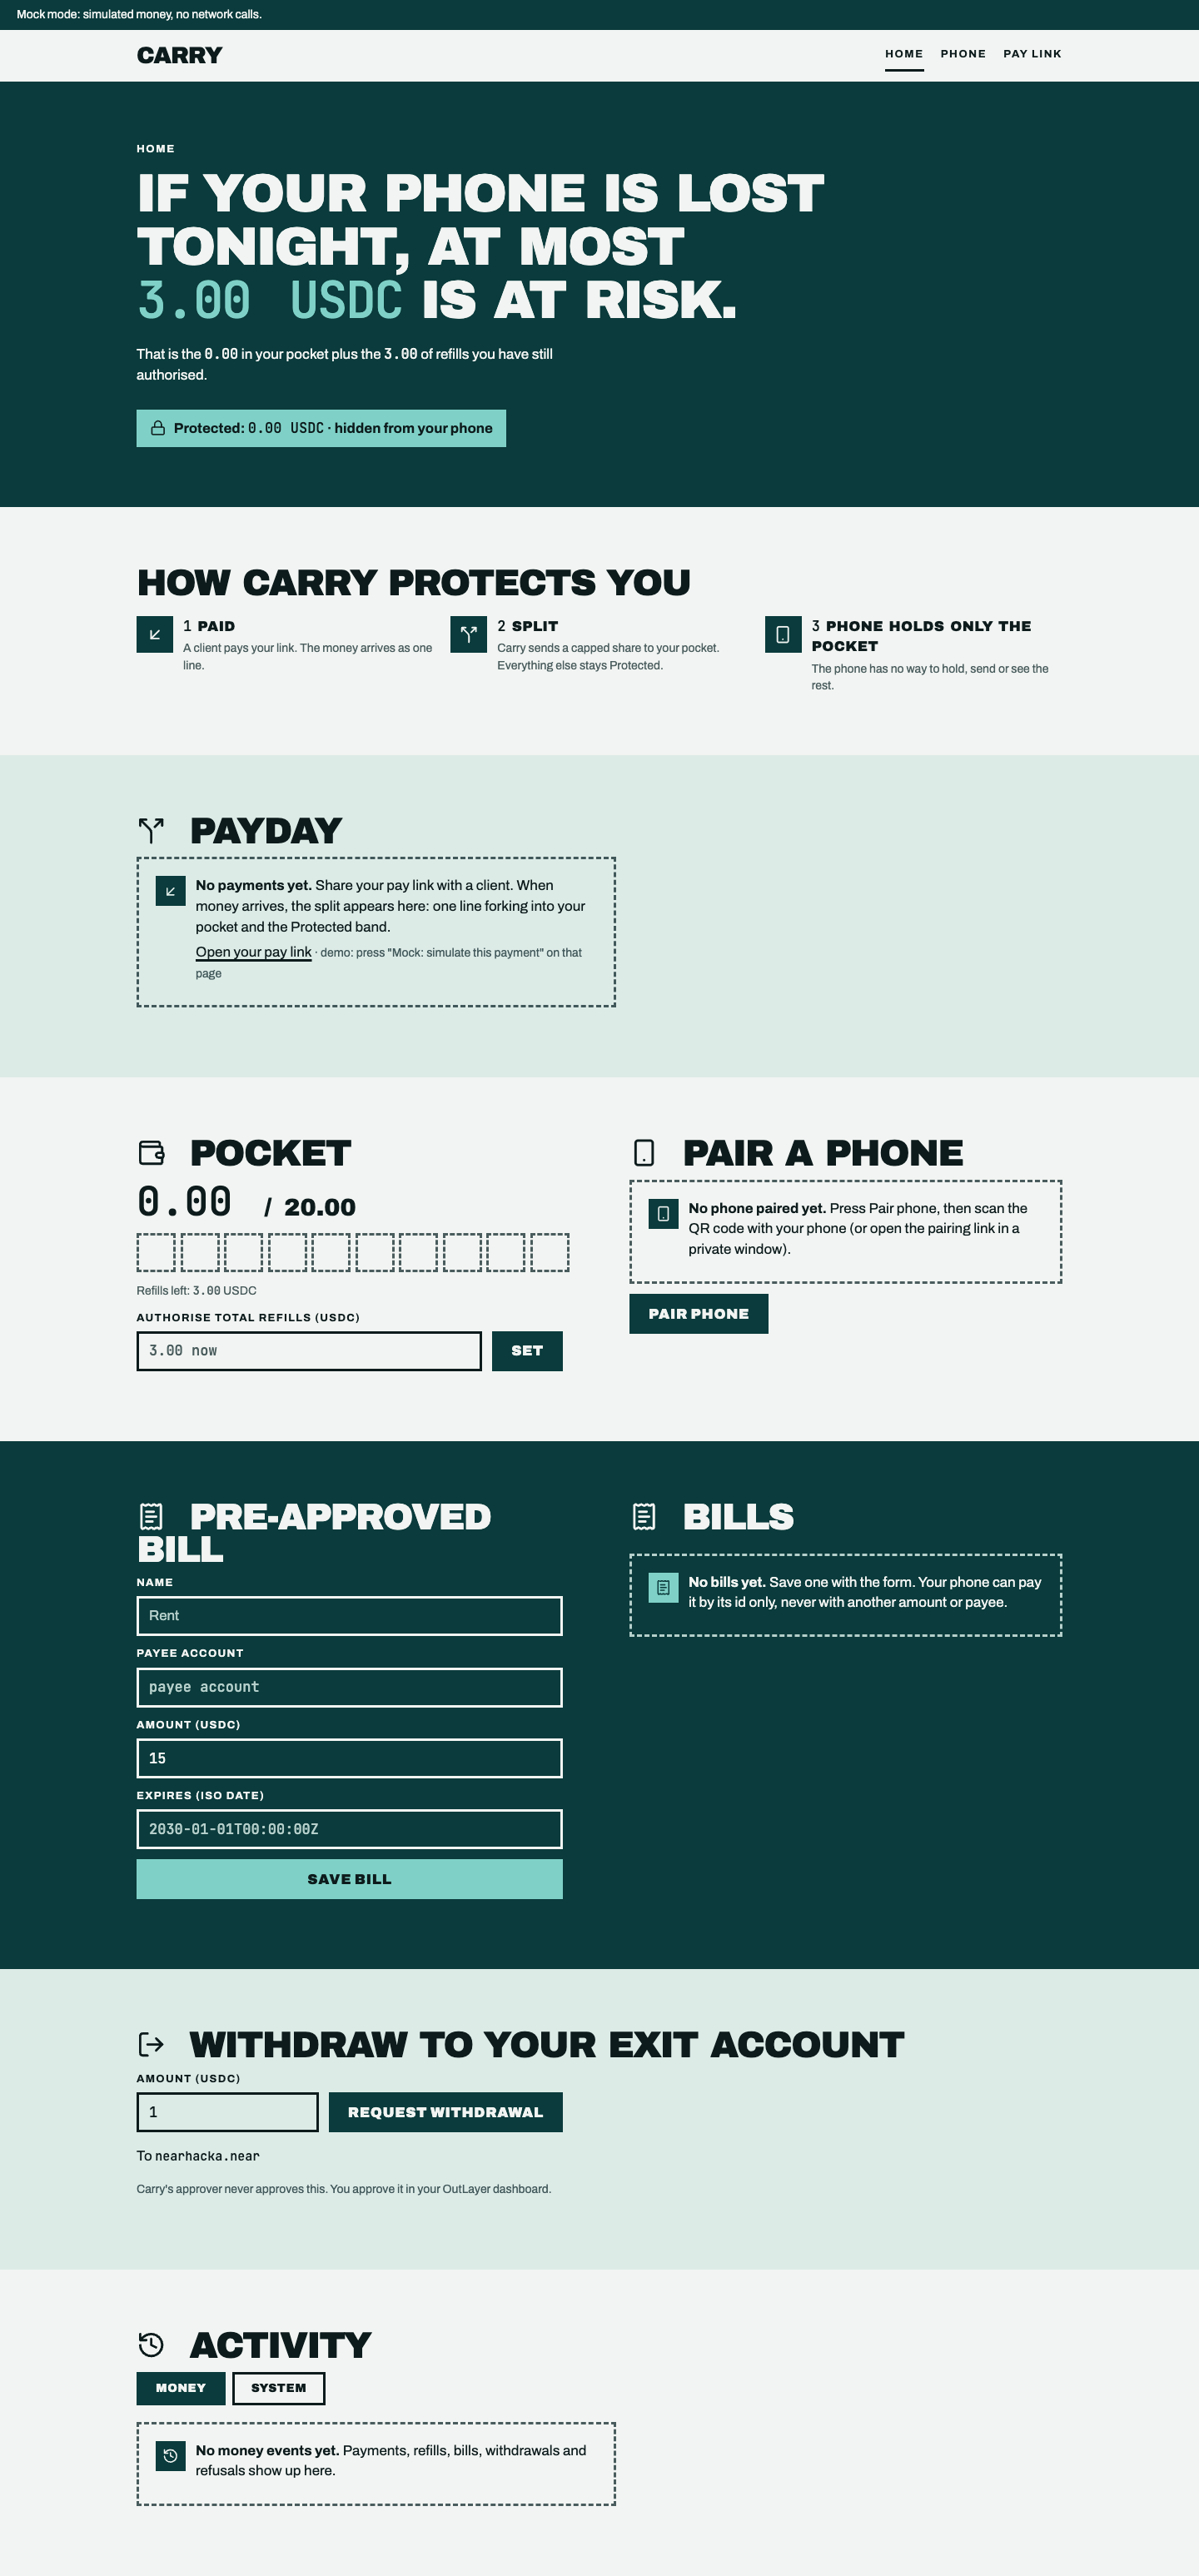 Mock mode: simulated money, no network calls.
CARRY
HOME PHONE PAY LINK
HOME
IF YOUR PHONE IS LOST
TONIGHT, AT MOST
3.00 USDC IS AT RISK.
That is the 0.00 in your pocket plus the 3.00 of refills you have still
authorised.
Protected: 0.00 USDC · hidden from your phone
HOW CARRY PROTECTS YOU
1 PAID
A client pays your link. The money arrives as one
line.
2 SPLIT
Carry sends a capped share to your pocket.
Everything else stays Protected.
3 PHONE HOLDS ONLY THE
POCKET
The phone has no way to hold, send or see the
rest.
PAYDAY
No payments yet. Share your pay link with a client. When
money arrives, the split appears here: one line forking into your
pocket and the Protected band.
Open your pay link · demo: press "Mock: simulate this payment" on that
page
POCKET
0.00 / 20.00
Refills left: 3.00 USDC
AUTHORISE TOTAL REFILLS (USDC)
3.00 now
SET
PAIR A PHONE
No phone paired yet. Press Pair phone, then scan the
QR code with your phone (or open the pairing link in a
private window).
PAIR PHONE
PRE-APPROVED
BILL
NAME
Rent
PAYEE ACCOUNT
payee account
AMOUNT (USDC)
15
EXPIRES (ISO DATE)
2030-01-01T00:00:00Z
SAVE BILL
BILLS
No bills yet. Save one with the form. Your phone can pay
it by its id only, never with another amount or payee.
WITHDRAW TO YOUR EXIT ACCOUNT
AMOUNT (USDC)
1
REQUEST WITHDRAWAL
To nearhacka.near
Carry's approver never approves this. You approve it in your OutLayer dashboard.
ACTIVITY
MONEY
SYSTEM
No money events yet. Payments, refills, bills, withdrawals and
refusals show up here.